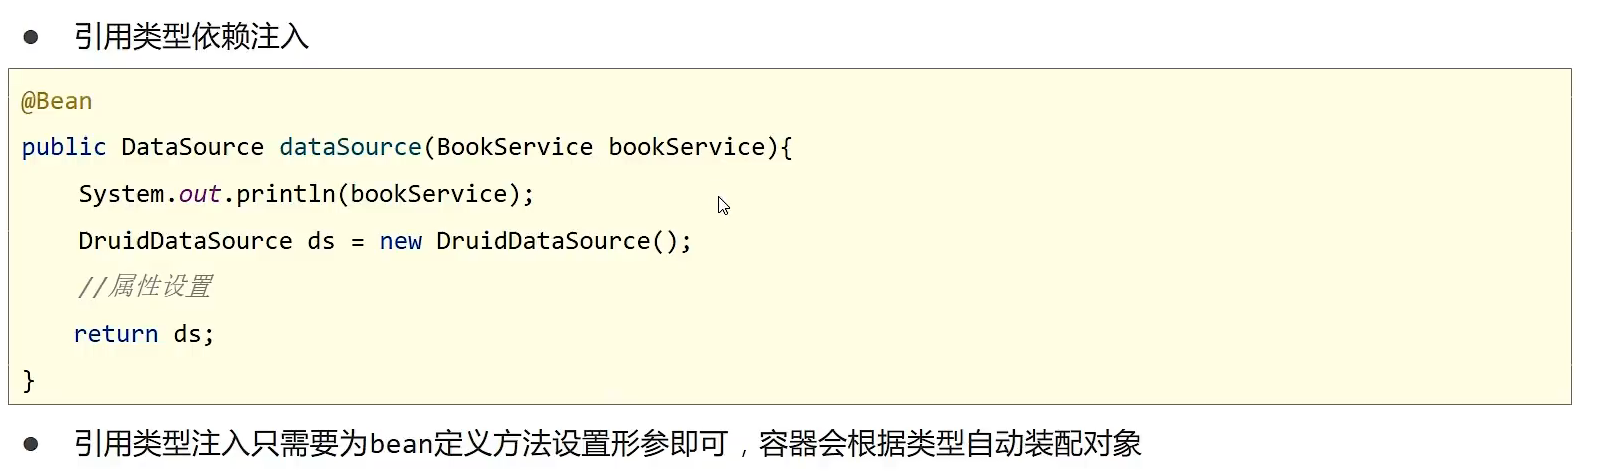 ● 引用类型依赖注入
@Bean
public DataSource dataSource(BookService bookService){
    System.out.println(bookService);
    DruidDataSource ds = new DruidDataSource();
    //属性设置
    return ds;
}
● 引用类型注入只需要为bean定义方法设置形参即可，容器会根据类型自动装配对象